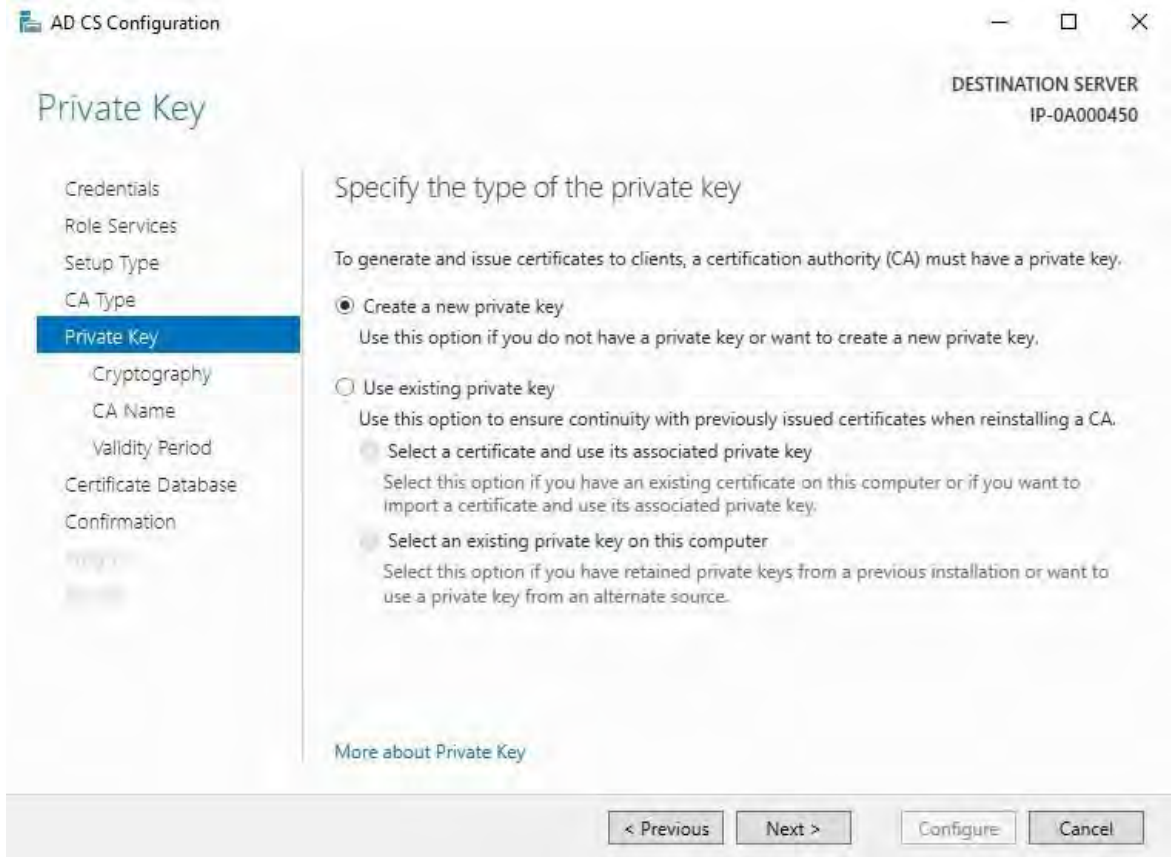 AD CS Configuration
Private Key
DESTINATION SERVER
IP-0A000450
Credentials
Role Services
Setup Type
CA Type
Private Key
Cryptography
CA Name
Validity Period
Certificate Database
Confirmation
Specify the type of the private key
To generate and issue certificates to clients, a certification authority (CA) must have a private key.
Create a new private key
Use this option if you do not have a private key or want to create a new private key.
Use existing private key
Use this option to ensure continuity with previously issued certificates when reinstalling a CA.
Select a certificate and use its associated private key
Select this option if you have an existing certificate on this computer or if you want to
import a certificate and use its associated private key.
Select an existing private key on this computer
Select this option if you have retained private keys from a previous installation or want to
use a private key from an alternate source.
More about Private Key
< Previous
Next >
Configure
Cancel